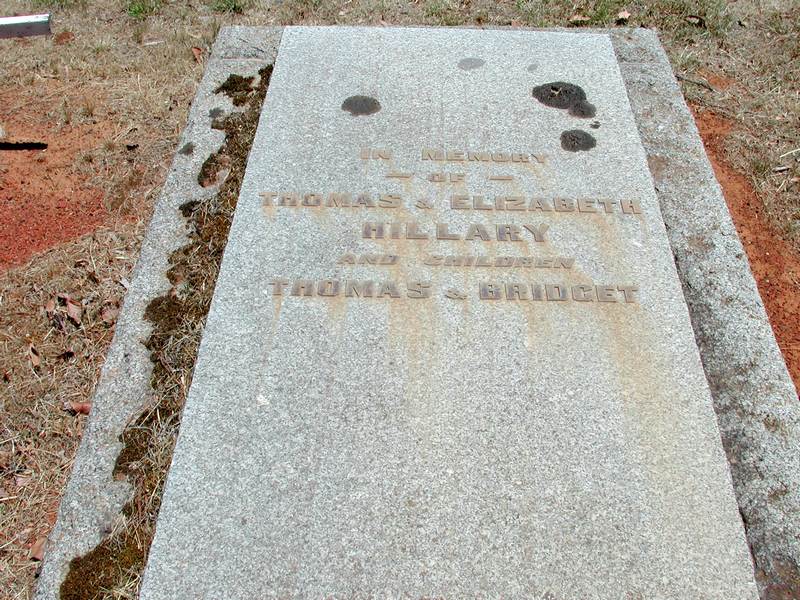 IN MEMORY
— OF —
THOMAS & ELIZABETH
HILLARY
AND CHILDREN
THOMAS & BRIDGET